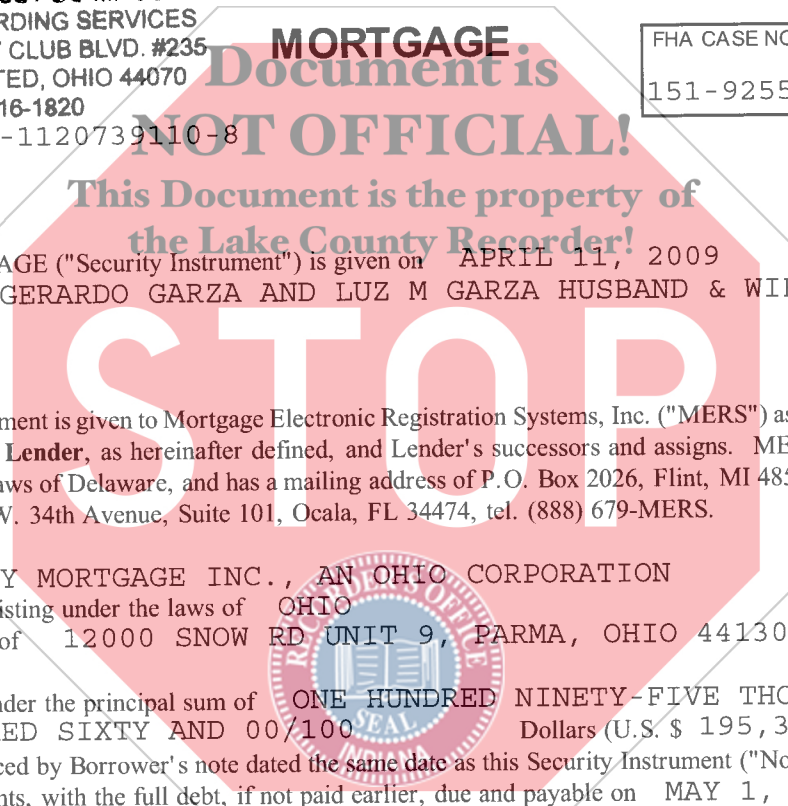 RDING SERVICES
CLUB BLVD. #235
TED, OHIO 44070
16-1820
-1120739110-8
MORTGAGE
FHA CASE NO
151-9255
Document is
NOT OFFICIAL!
This Document is the property of
the Lake County Recorder!
AGE ("Security Instrument") is given on APRIL 11, 2009
GERARDO GARZA AND LUZ M GARZA HUSBAND & WI
STOP
ment is given to Mortgage Electronic Registration Systems, Inc. ("MERS") as
Lender, as hereinafter defined, and Lender's successors and assigns. ME
aws of Delaware, and has a mailing address of P.O. Box 2026, Flint, MI 485
W. 34th Avenue, Suite 101, Ocala, FL 34474, tel. (888) 679-MERS.
Y MORTGAGE INC., AN OHIO CORPORATION
isting under the laws of OHIO
of 12000 SNOW RD UNIT 9, PARMA, OHIO 44130
nder the principal sum of ONE HUNDRED NINETY-FIVE THO
ED SIXTY AND 00/100 Dollars (U.S. $ 195,3
ced by Borrower's note dated the same date as this Security Instrument ("No
nts, with the full debt, if not paid earlier, due and payable on MAY 1,
RECORDER'S OFFICE
SEAL
INDIANA